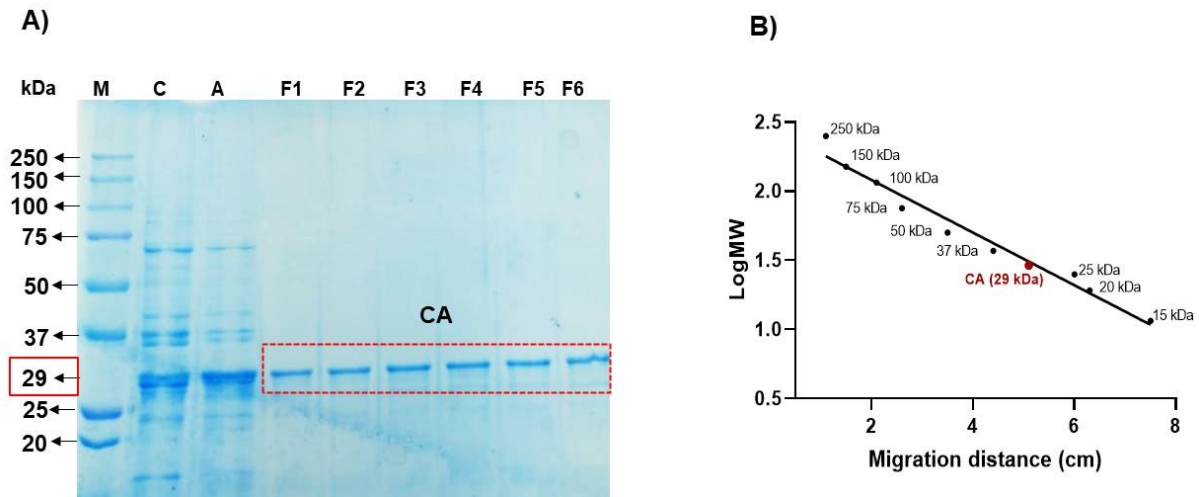 A)
kDa M C A F1 F2 F3 F4 F5 F6
250
150
100
75
50
37
29
25
20
CA
B)
LogMW
2.5
2.0
1.5
1.0
0.5
250 kDa
150 kDa
100 kDa
75 kDa
50 kDa
37 kDa
CA (29 kDa)
25 kDa
20 kDa
15 kDa
2 4 6 8
Migration distance (cm)